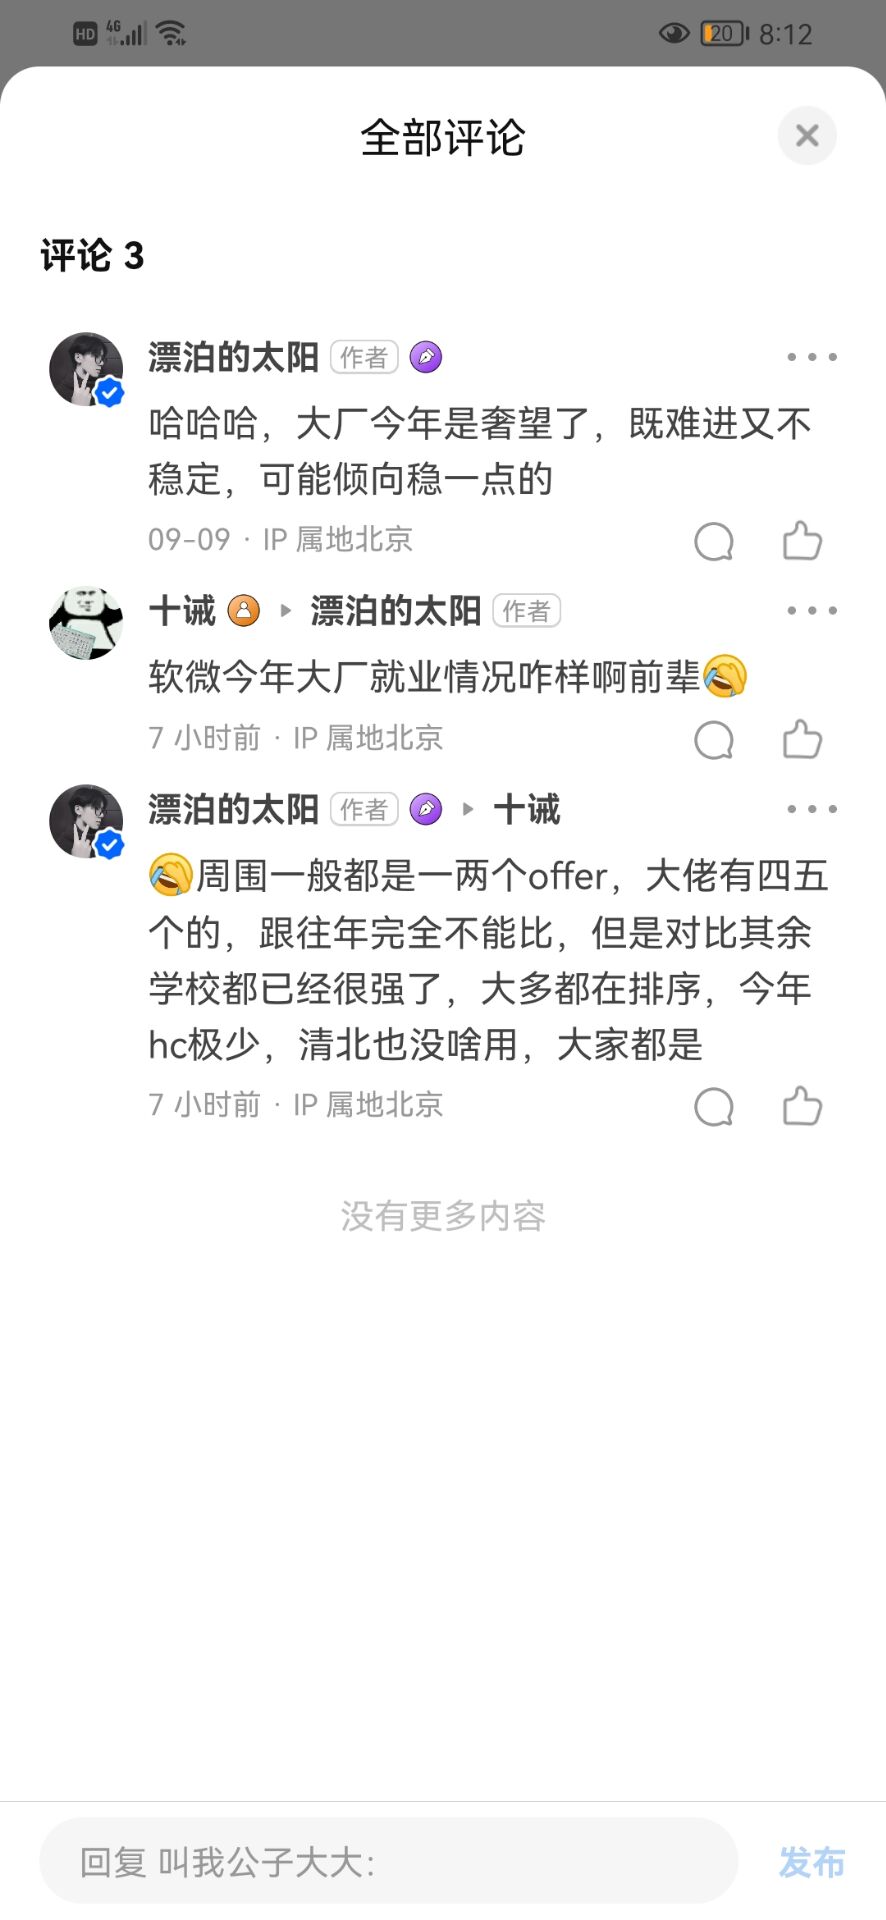 HD 4G 20 8:12
全部评论
评论 3
漂泊的太阳 作者
哈哈哈，大厂今年是奢望了，既难进又不
稳定，可能倾向稳一点的
09-09 · IP 属地北京
十诫 漂泊的太阳 作者
软微今年大厂就业情况咋样啊前辈🤣
7 小时前 · IP 属地北京
漂泊的太阳 作者 十诫
🤣周围一般都是一两个offer，大佬有四五
个的，跟往年完全不能比，但是对比其余
学校都已经很强了，大多都在排序，今年
hc极少，清北也没啥用，大家都是
7 小时前 · IP 属地北京
没有更多内容
回复 叫我公子大大: 发布